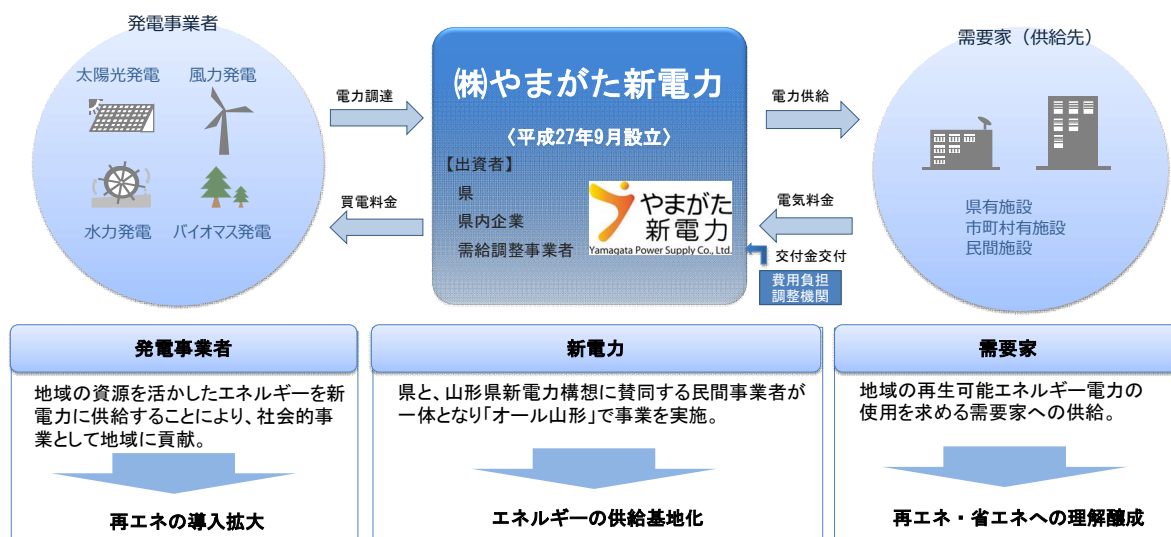 発電事業者
太陽光発電
風力発電
水力発電
バイオマス発電
電力調達
買電料金
㈱やまがた新電力
〈平成27年9月設立〉
【出資者】
県
県内企業
需給調整事業者
やまがた
新電力
Yamagata Power Supply Co., Ltd.
電力供給
電気料金
交付金交付
費用負担
調整機関
需要家（供給先）
県有施設
市町村有施設
民間施設
発電事業者
地域の資源を活かしたエネルギーを新
電力に供給することにより、社会的事
業として地域に貢献。
再エネの導入拡大
新電力
県と、山形県新電力構想に賛同する民間事業者が
一体となり「オール山形」で事業を実施。
エネルギーの供給基地化
需要家
地域の再生可能エネルギー電力の
使用を求める需要家への供給。
再エネ・省エネへの理解醸成